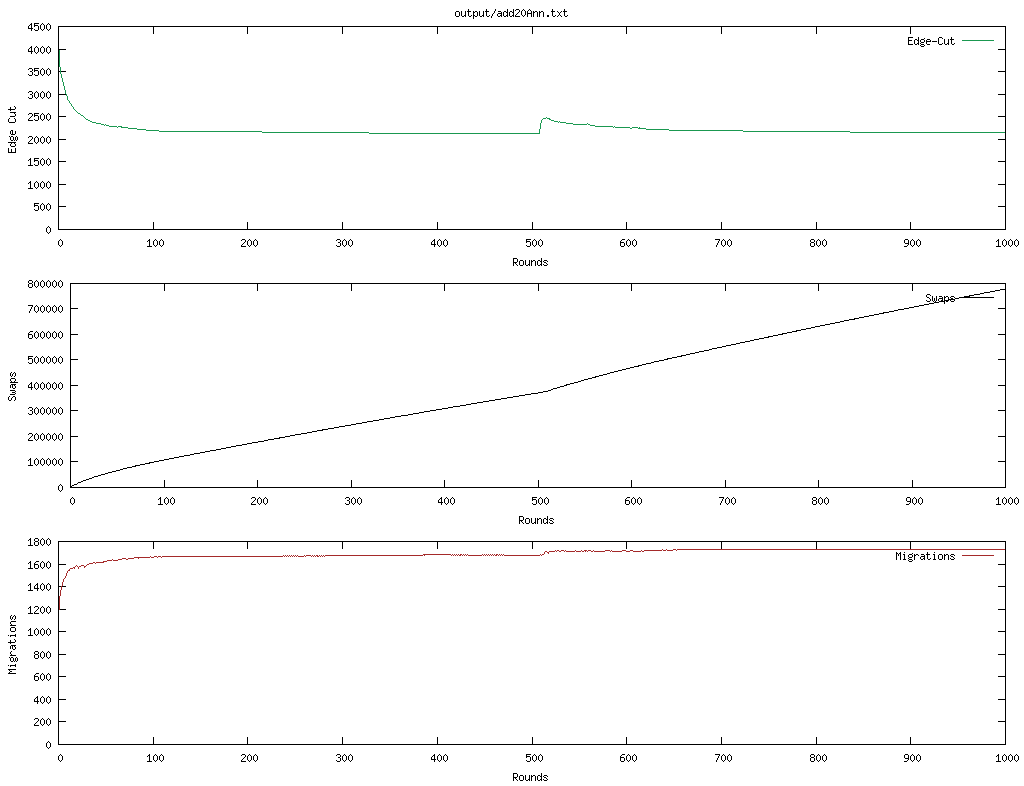 output/add20Ann.txt
4500
4000
3500
3000
2500
2000
1500
1000
500
0
Edge Cut
Edge-Cut
0 100 200 300 400 500 600 700 800 900 1000
Rounds
800000
700000
600000
500000
400000
300000
200000
100000
0
Swaps
Swaps
0 100 200 300 400 500 600 700 800 900 1000
Rounds
1800
1600
1400
1200
1000
800
600
400
200
0
Migrations
Migrations
0 100 200 300 400 500 600 700 800 900 1000
Rounds